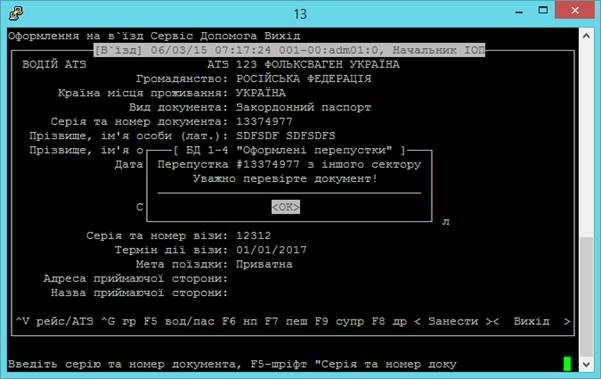 13
Оформлення на в`їзд Сервіс Допомога Вихід
[В'їзд] 06/03/15 07:17:24 001-00:adm01:0, Начальник ІОП
ВОДІЙ АТЗ АТЗ 123 ФОЛЬКСВАГЕН УКРАЇНА
Громадянство: РОСІЙСЬКА ФЕДЕРАЦІЯ
Країна місця проживання: УКРАЇНА
Вид документа: Закордонний паспорт
Серія та номер документа: 13374977
Прізвище, ім'я особи (лат.): SDFSDF SDFSDFS
Прізвище, ім'я о
[ БД 1-4 "Оформлені перепустки" ]
Дата
Перепустка #13374977 з іншого сектору
Уважно перевірте документ!
С
<OK>
л
Серія та номер візи: 12312
Термін дії візи: 01/01/2017
Мета поїздки: Приватна
Адреса приймаючої сторони:
Назва приймаючої сторони:
^V рейс/АТЗ ^G гр F5 вод/пас F6 нп F7 пеш F9 супр F8 др < Занести >< Вихід >
Введіть серію та номер документа, F5-шріфт "Серія та номер доку